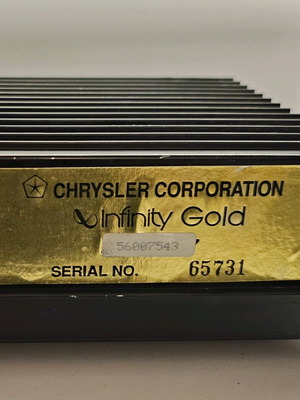 CHRYSLER CORPORATION
Infinity Gold
56007543
SERIAL NO. 65731